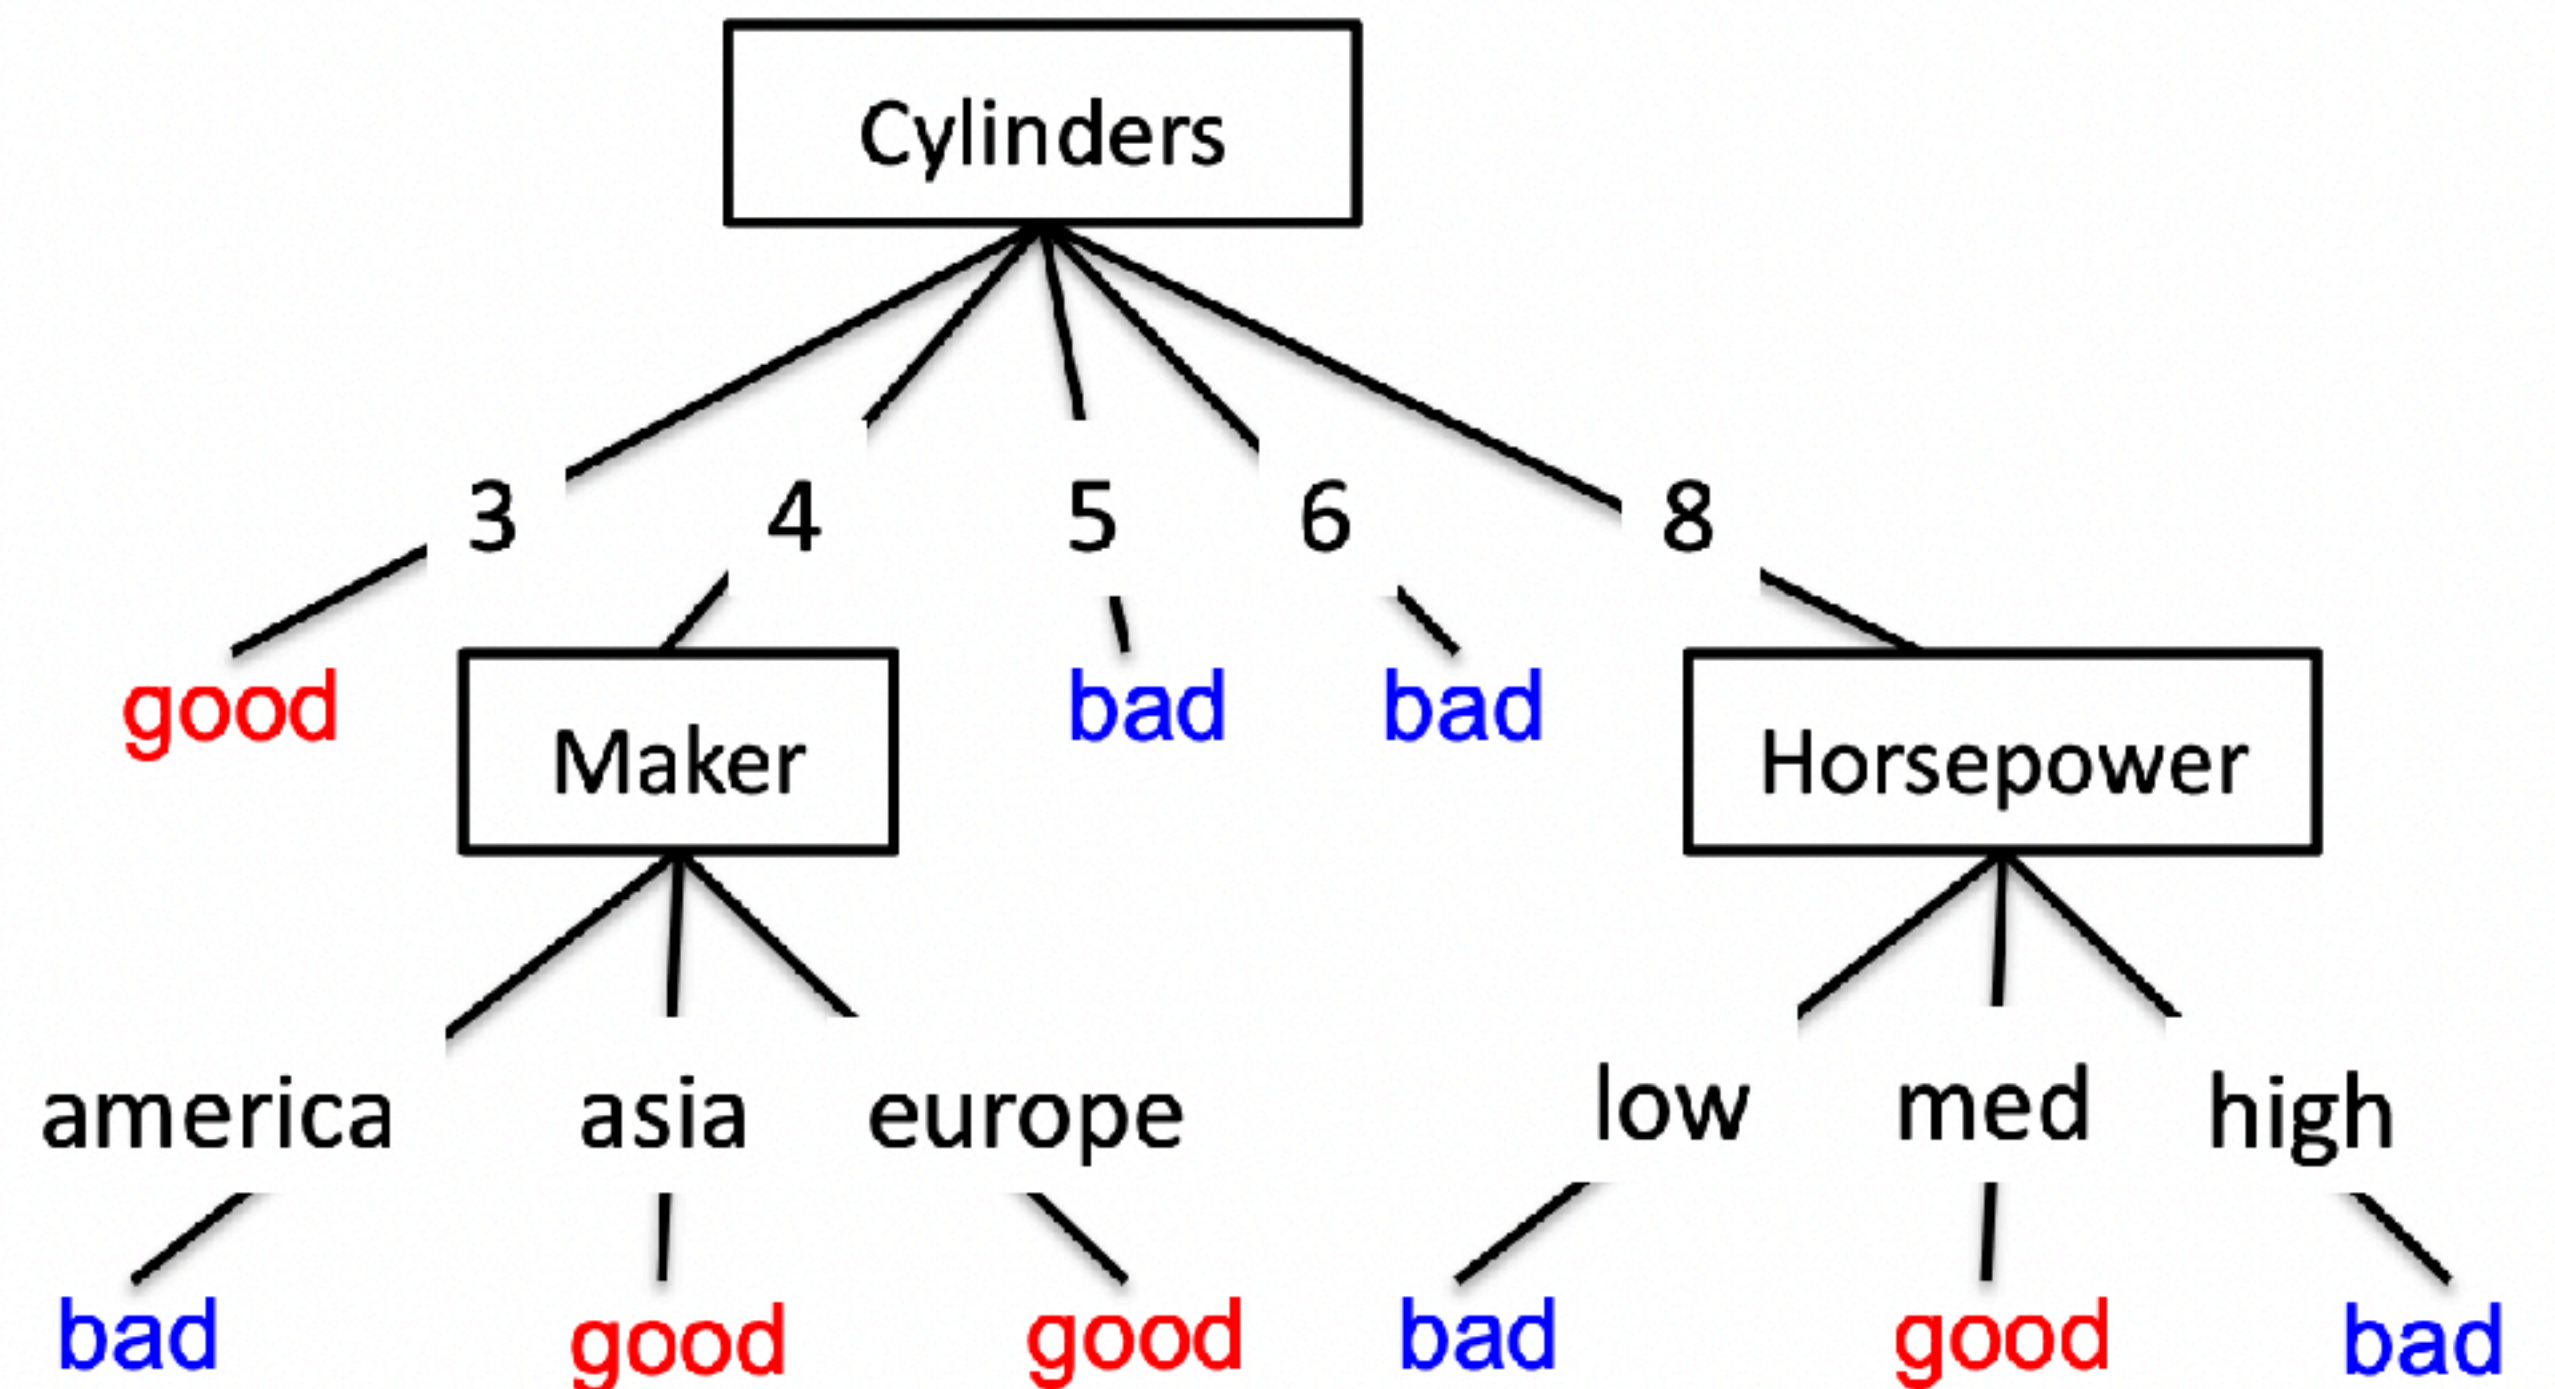 Cylinders
3 4 5 6 8
good Maker bad bad Horsepower
america asia europe low med high
bad good good bad good bad